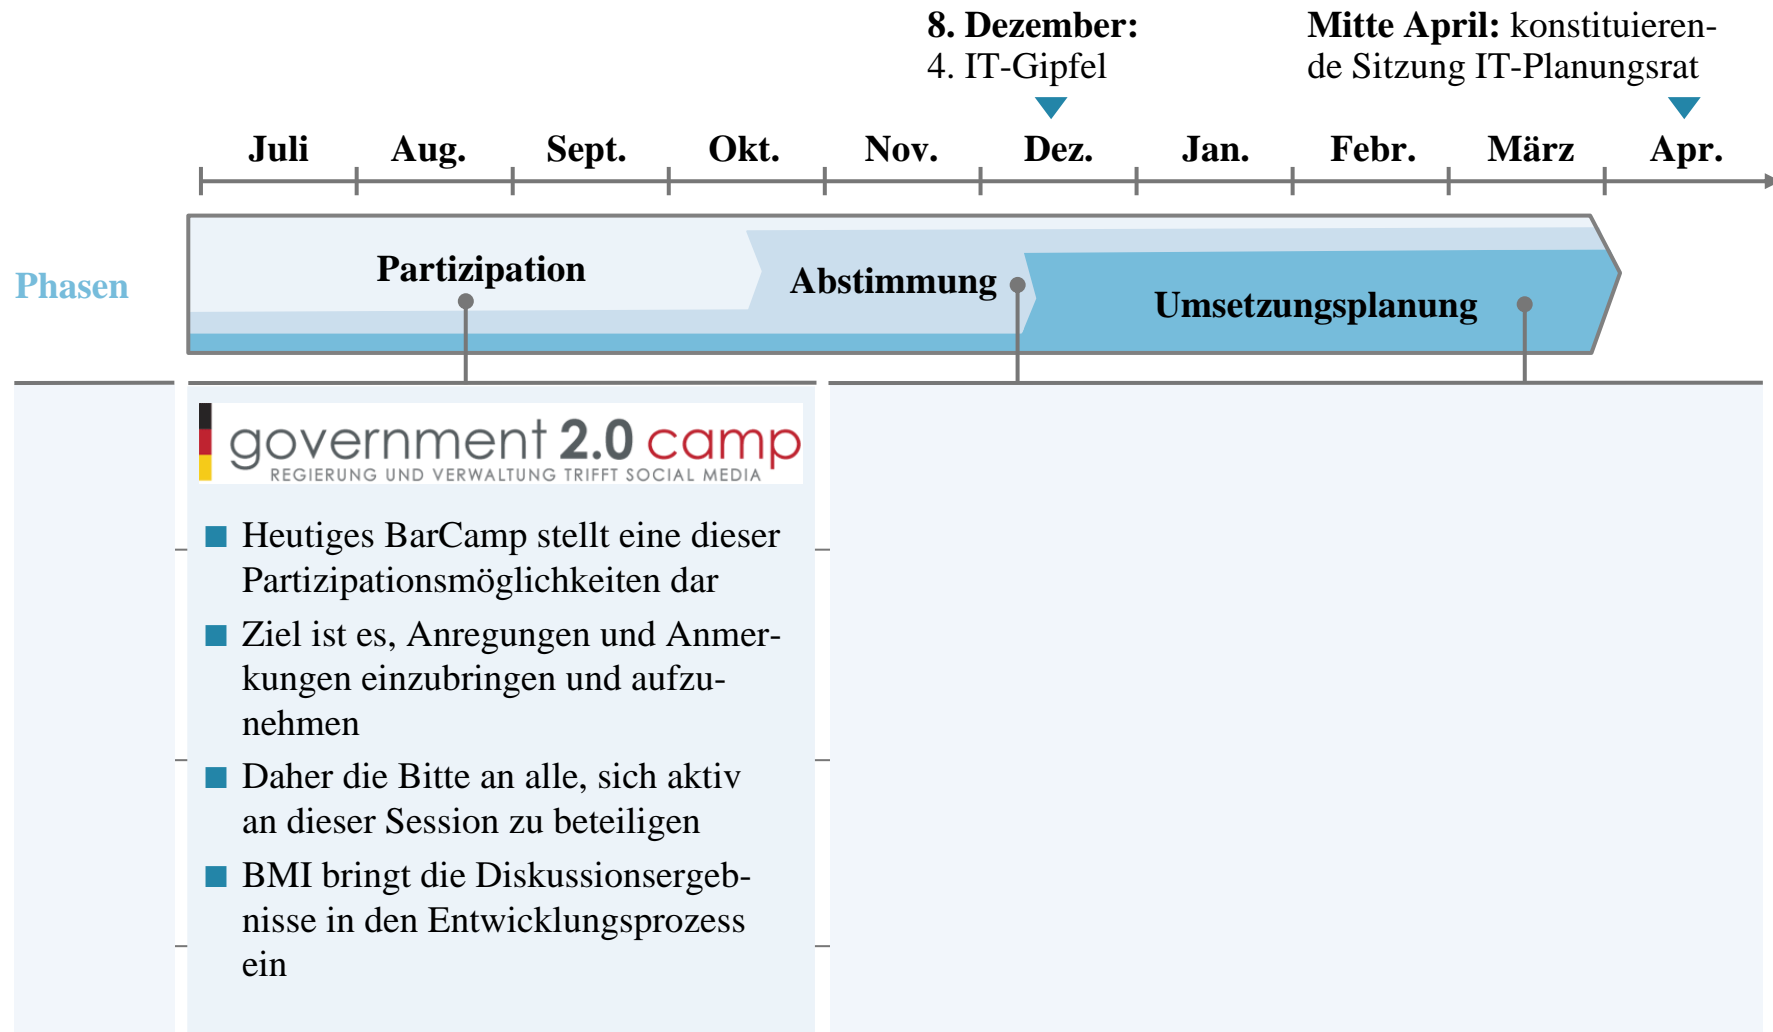 8. Dezember:
4. IT-Gipfel
Mitte April: konstituieren-
de Sitzung IT-Planungsrat
Juli Aug. Sept. Okt. Nov. Dez. Jan. Febr. März Apr.
Phasen
Partizipation
Abstimmung
Umsetzungsplanung
government 2.0 camp
REGIERUNG UND VERWALTUNG TRIFFT SOCIAL MEDIA
Heutiges BarCamp stellt eine dieser
Partizipationsmöglichkeiten dar
Ziel ist es, Anregungen und Anmer-
kungen einzubringen und aufzu-
nehmen
Daher die Bitte an alle, sich aktiv
an dieser Session zu beteiligen
BMI bringt die Diskussionsergeb-
nisse in den Entwicklungsprozess
ein